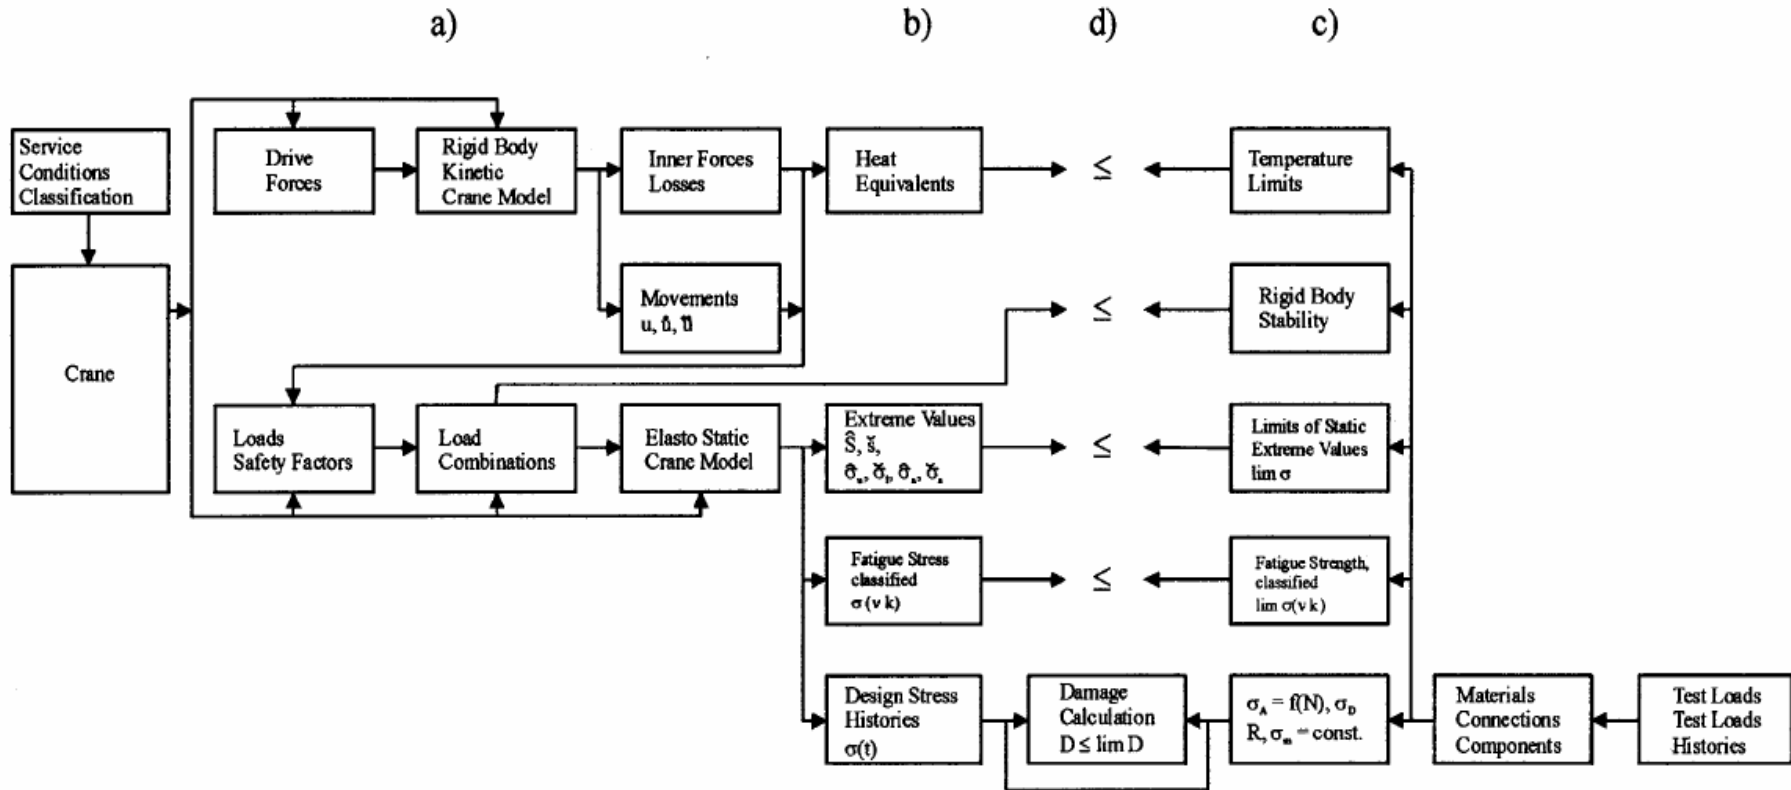 a)
b)
d)
c)
Service
Conditions
Classification
Drive
Forces
Rigid Body
Kinetic
Crane Model
Inner Forces
Losses
Heat
Equivalents
≤
Temperature
Limits
Crane
Movements
u, u̇, ü
≤
Rigid Body
Stability
Loads
Safety Factors
Load
Combinations
Elasto Static
Crane Model
Extreme Values
Ŝ, š,
≤
Limits of Static
Extreme Values
lim σ
Fatigue Stress
classified
σ (v k)
≤
Fatigue Strength,
classified
lim σ(v k)
Design Stress
Histories
σ(t)
Damage
Calculation
D ≤ lim D
σ_A = f(N), σ_D
R, σ_m = const.
Materials
Connections
Components
Test Loads
Test Loads
Histories